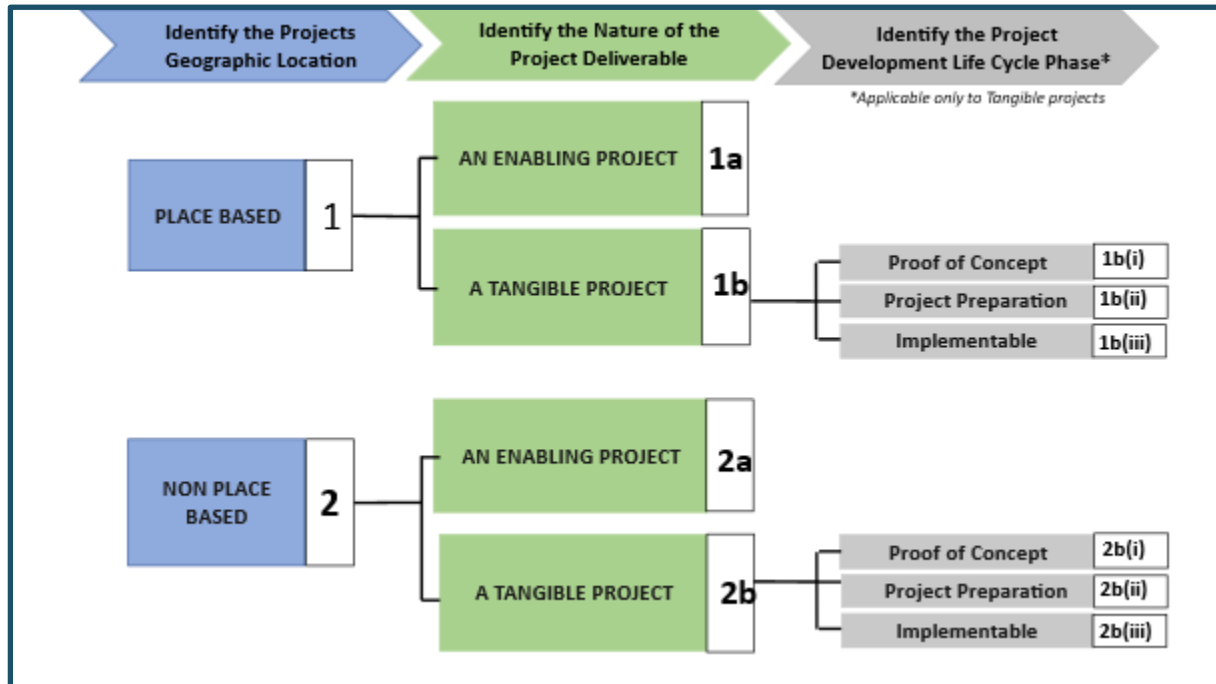 Identify the Projects
Geographic Location
Identify the Nature of the
Project Deliverable
Identify the Project
Development Life Cycle Phase*
*Applicable only to Tangible projects
PLACE BASED
1
AN ENABLING PROJECT
1a
A TANGIBLE PROJECT
1b
Proof of Concept
1b(i)
Project Preparation
1b(ii)
Implementable
1b(iii)
NON PLACE
BASED
2
AN ENABLING PROJECT
2a
A TANGIBLE PROJECT
2b
Proof of Concept
2b(i)
Project Preparation
2b(ii)
Implementable
2b(iii)